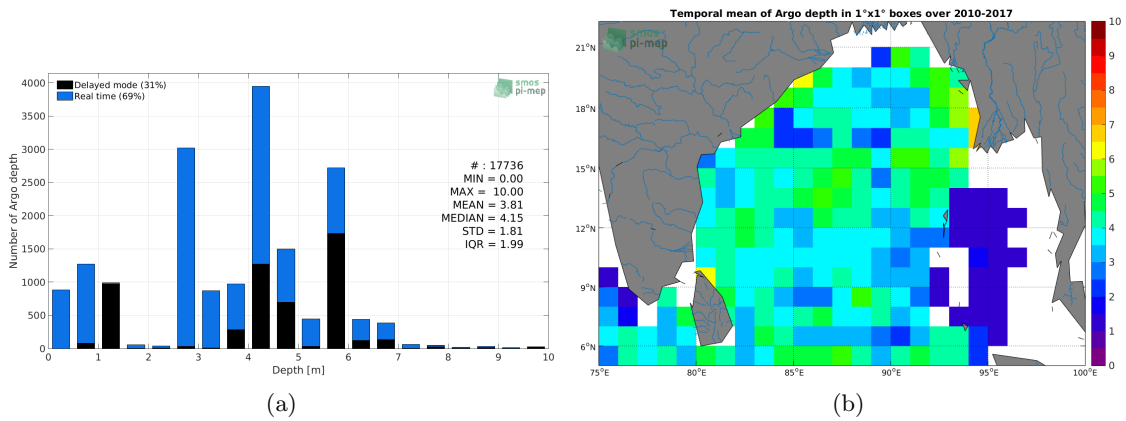 4000
3500
3000
2500
2000
1500
1000
500
0
Number of Argo depth
Delayed mode (31%)
Real time (69%)
smos
pi-mep
# : 17736
MIN = 0.00
MAX = 10.00
MEAN = 3.81
MEDIAN = 4.15
STD = 1.81
IQR = 1.99
0 1 2 3 4 5 6 7 8 9 10
Depth [m]
(a)
Temporal mean of Argo depth in 1°x1° boxes over 2010-2017
smos
pi-mep
21°N
18°N
15°N
12°N
9°N
6°N
75°E 80°E 85°E 90°E 95°E 100°E
10
9
8
7
6
5
4
3
2
1
0
(b)